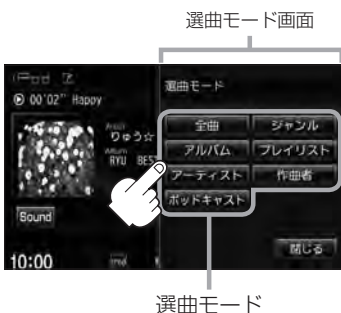 選曲モード画面
iPod
選曲モード
00'02" Happy
全曲 ジャンル
りゅう☆
アルバム プレイリスト
Album
RYU BEST
アーティスト 作曲者
ポッドキャスト
Sound
閉じる
10:00
選曲モード